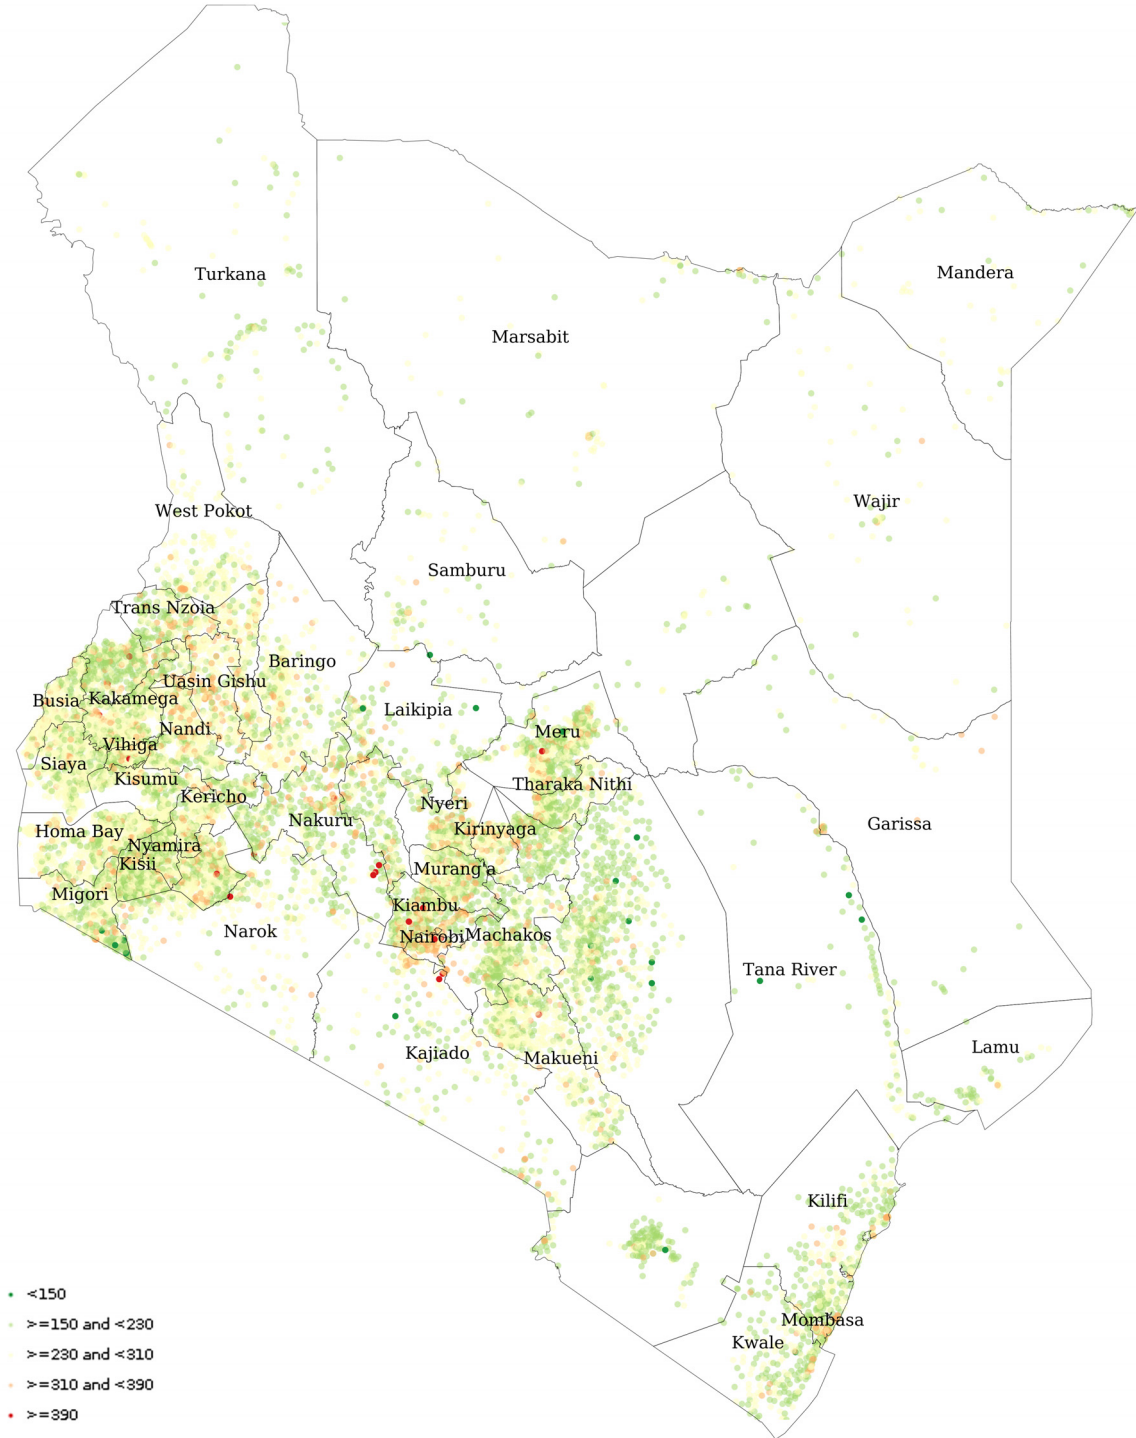 Turkana
Mandera
Marsabit
Wajir
West Pokot
Samburu
Trans Nzoia
Baringo
Uasin Gishu
Busia
Kakamega
Laikipia
Nandi
Meru
Vihiga
Siaya
Kisumu
Tharaka Nithi
Kericho
Nyeri
Nakuru
Garissa
Kirinyaga
Homa Bay
Nyamira
Kisii
Murang'a
Migori
Kiambu
Narok
Nairobi
Machakos
Tana River
Lamu
Kajiado
Makueni
Kilifi
Mombasa
Kwale
<150
>=150 and <230
>=230 and <310
>=310 and <390
>=390